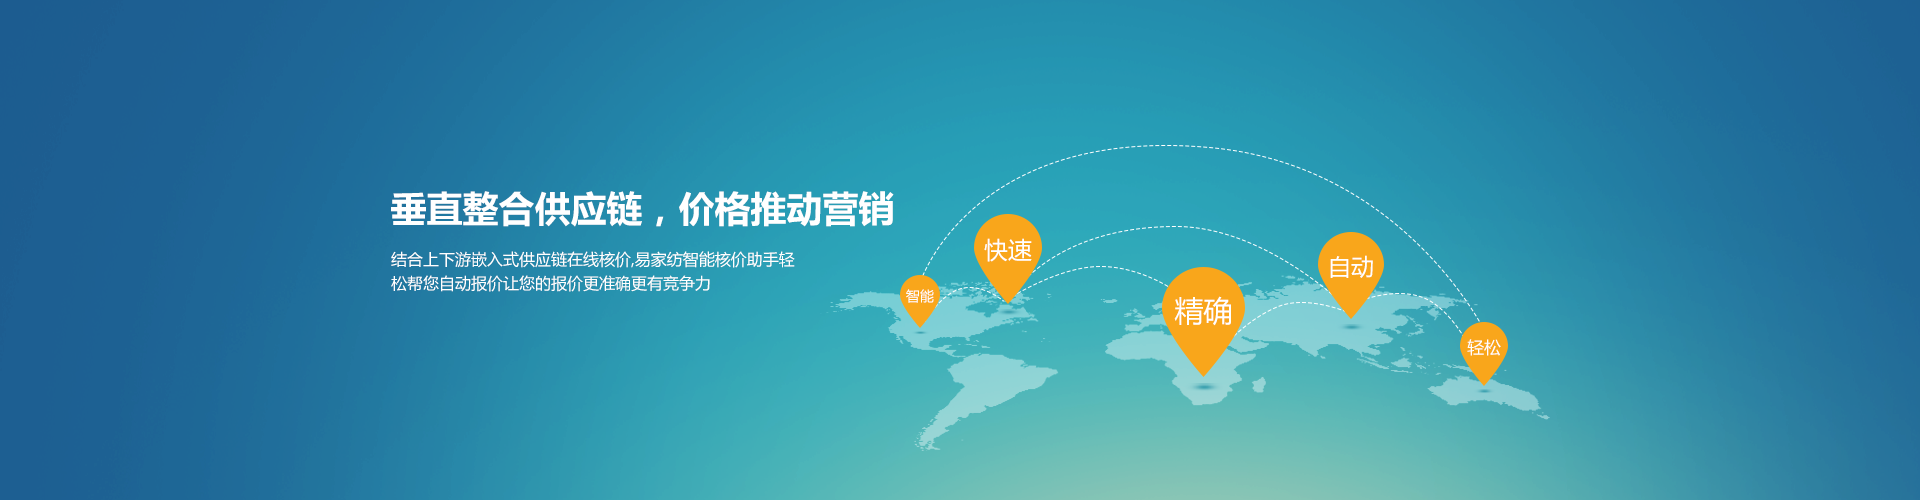 垂直整合供应链，价格推动营销
结合上下游嵌入式供应链在线核价,易家纺智能核价助手轻
松帮您自动报价让您的报价更准确更有竞争力
智能
快速
精确
自动
轻松